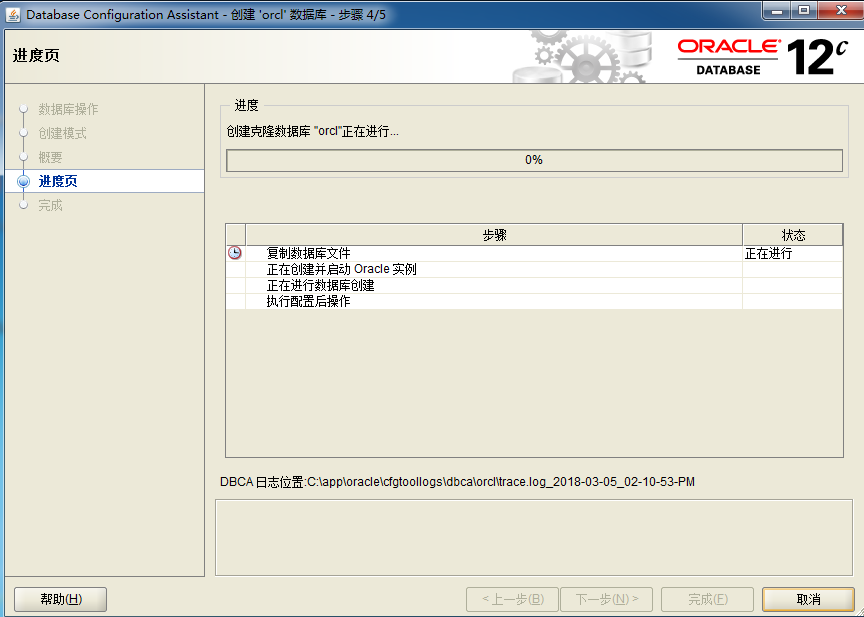 Database Configuration Assistant - 创建 'orcl' 数据库 - 步骤 4/5
进度页
ORACLE®
DATABASE
12c
数据库操作
创建模式
概要
进度页
完成
进度
创建克隆数据库 "orcl"正在进行...
0%
步骤 状态
复制数据库文件 正在进行
正在创建并启动 Oracle 实例
正在进行数据库创建
执行配置后操作
DBCA 日志位置:C:\app\oracle\cfgtoollogs\dbca\orcl\trace.log_2018-03-05_02-10-53-PM
帮助(H) < 上一步(B) 下一步(N) > 完成(F) 取消